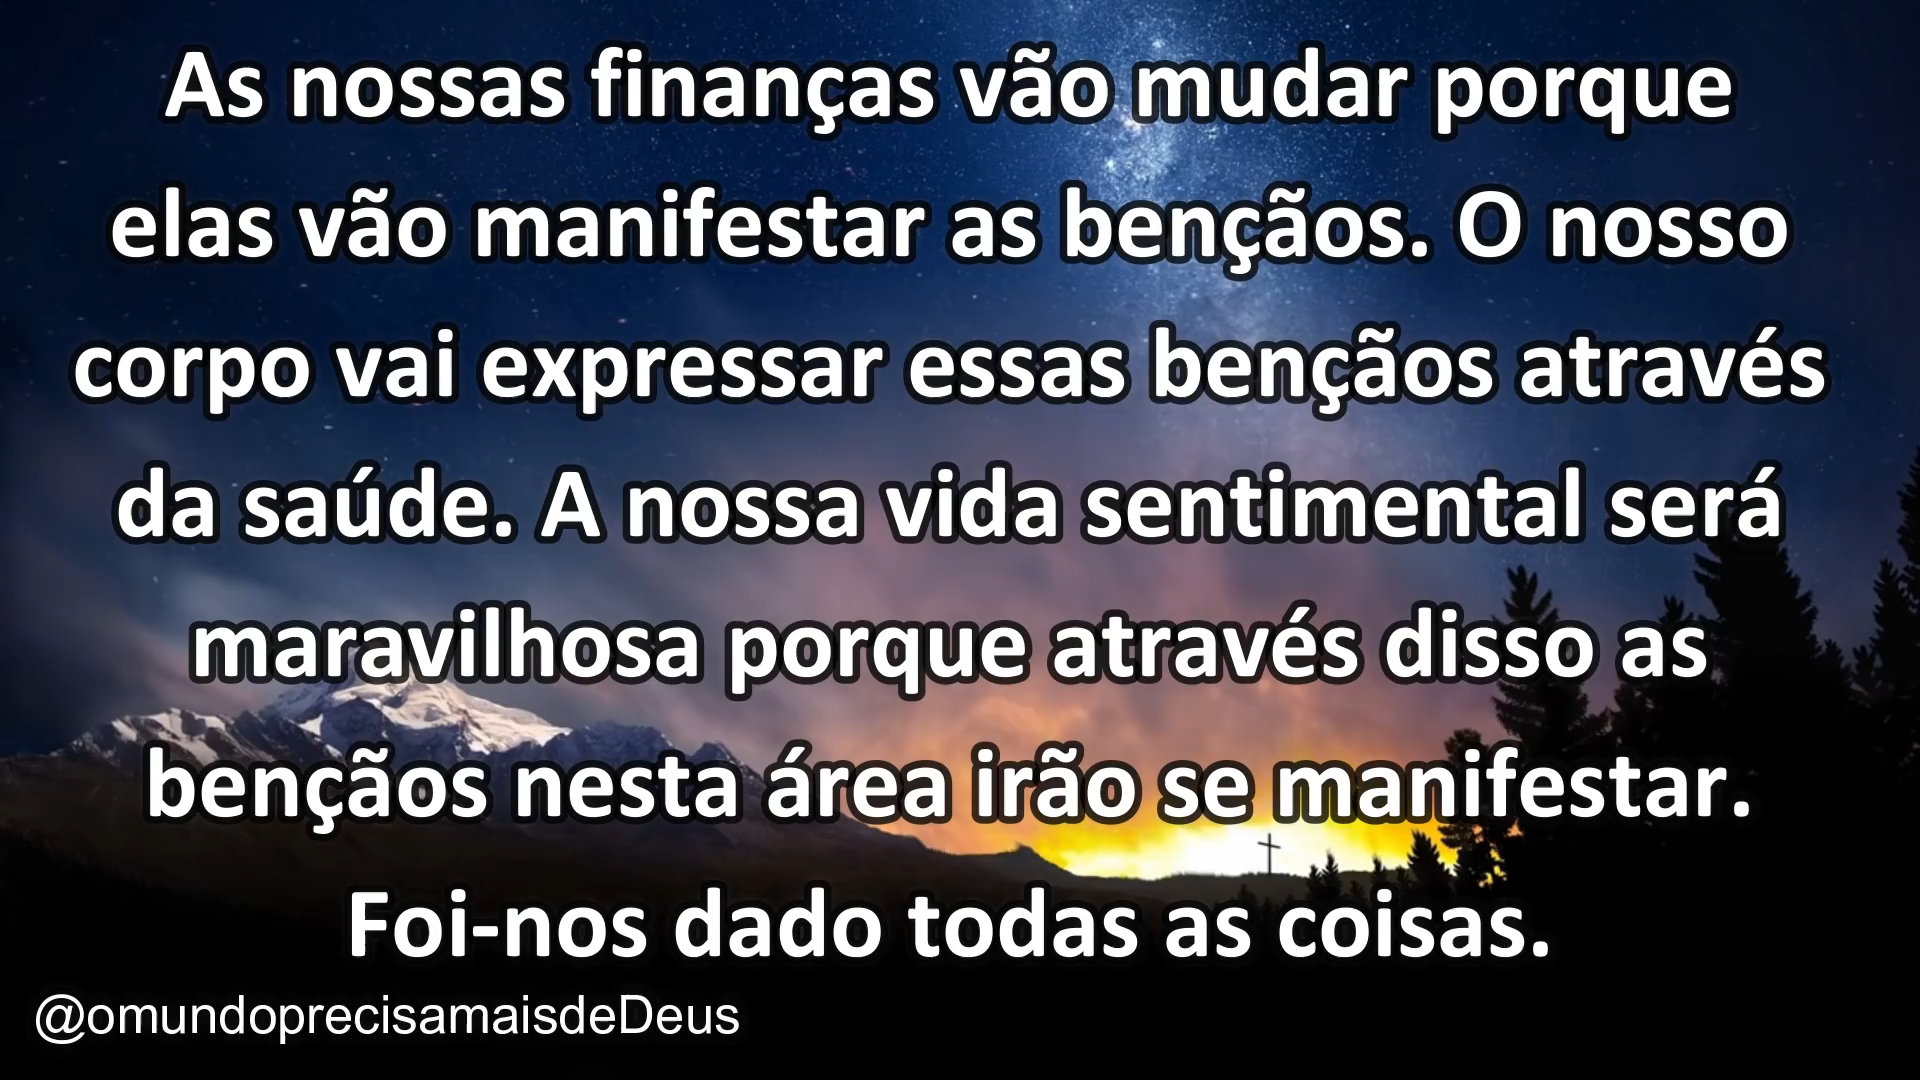 As nossas finanças vão mudar porque
elas vão manifestar as bençãos. O nosso
corpo vai expressar essas bençãos através
da saúde. A nossa vida sentimental será
maravilhosa porque através disso as
bençãos nesta área irão se manifestar.
Foi-nos dado todas as coisas.
@omundoprecisamaisdeDeus